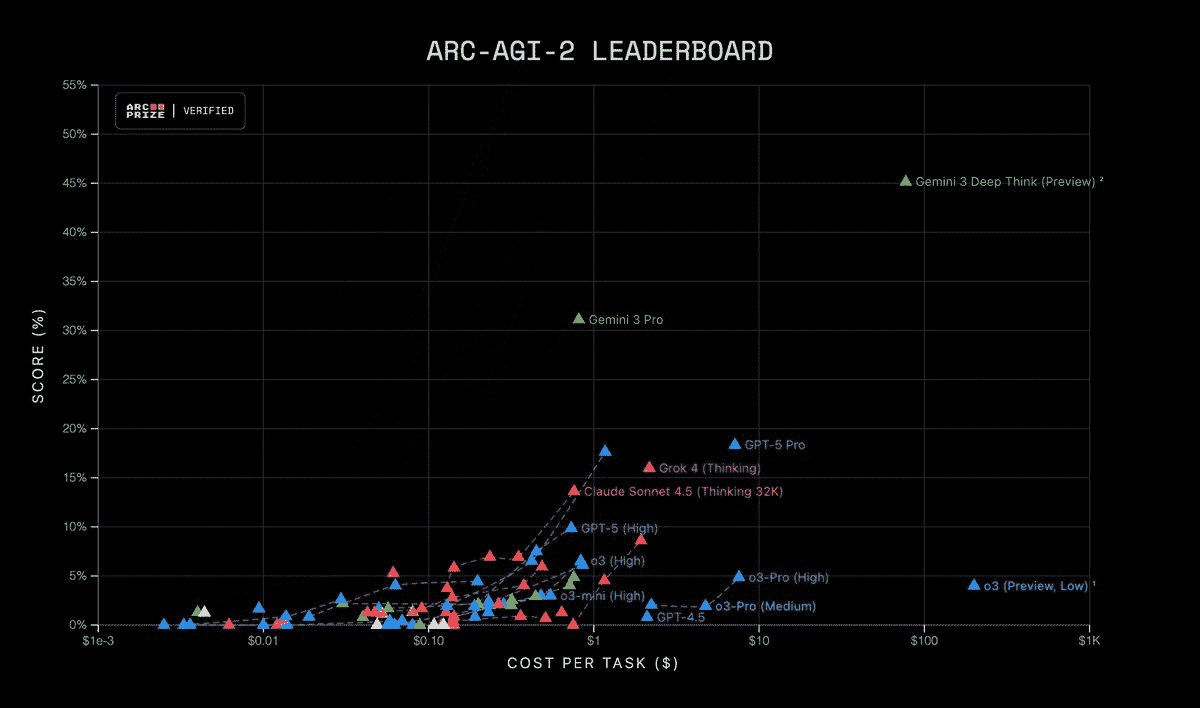 ARC-AGI-2 LEADERBOARD
55%
ARC PRIZE | VERIFIED
50%
45%
Gemini 3 Deep Think (Preview) ²
40%
35%
30%
Gemini 3 Pro
25%
20%
GPT-5 Pro
Grok 4 (Thinking)
15%
Claude Sonnet 4.5 (Thinking 32K)
10%
GPT-5 (High)
o3 (High)
5%
o3-Pro (High)
o3 (Preview, Low) ¹
o3-mini (High)
o3-Pro (Medium)
GPT-4.5
0%
SCORE (%)
$1e-3 $0.01 $0.10 $1 $10 $100 $1K
COST PER TASK ($)